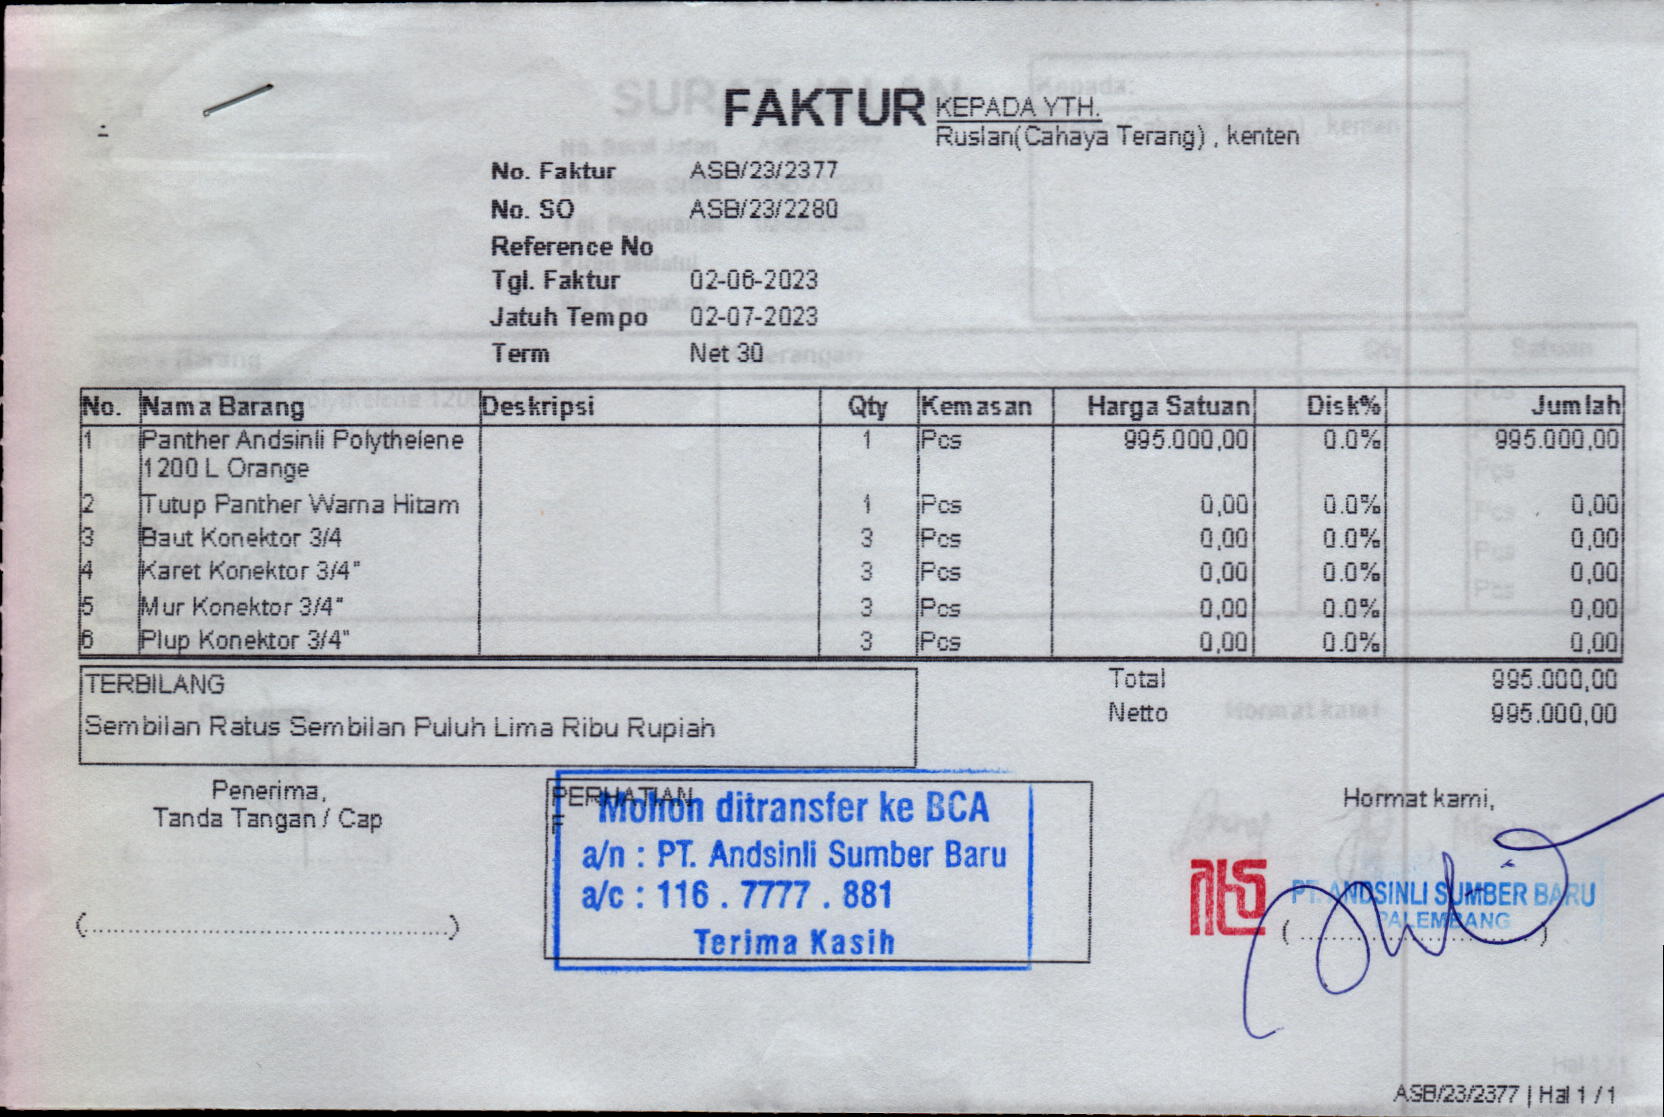 FAKTUR
KEPADA YTH.
Ruslan(Cahaya Terang) , kenten
No. Faktur ASB/23/2377
No. SO ASB/23/2280
Reference No
Tgl. Faktur 02-06-2023
Jatuh Tempo 02-07-2023
Term Net 30
No. Nama Barang Deskripsi Qty Kemasan Harga Satuan Disk% Jumlah
1 Panther Andsinli Polythelene 1 Pcs 995.000,00 0.0% 995.000,00
1200 L Orange
2 Tutup Panther Warna Hitam 1 Pcs 0,00 0.0% 0,00
3 Baut Konektor 3/4 3 Pcs 0,00 0.0% 0,00
4 Karet Konektor 3/4" 3 Pcs 0,00 0.0% 0,00
5 Mur Konektor 3/4" 3 Pcs 0,00 0.0% 0,00
6 Plup Konektor 3/4" 3 Pcs 0,00 0.0% 0,00
TERBILANG
Sembilan Ratus Sembilan Puluh Lima Ribu Rupiah
Total 995.000,00
Netto 995.000,00
Penerima,
Tanda Tangan / Cap
(..........................................)
PERHATIAN
F
Mohon ditransfer ke BCA
a/n : PT. Andsinli Sumber Baru
a/c : 116 . 7777 . 881
Terima Kasih
Hormat kami,
PT. ANDSINLI SUMBER BARU
PALEMBANG
(..............................)
ASB/23/2377 | Hal 1 / 1